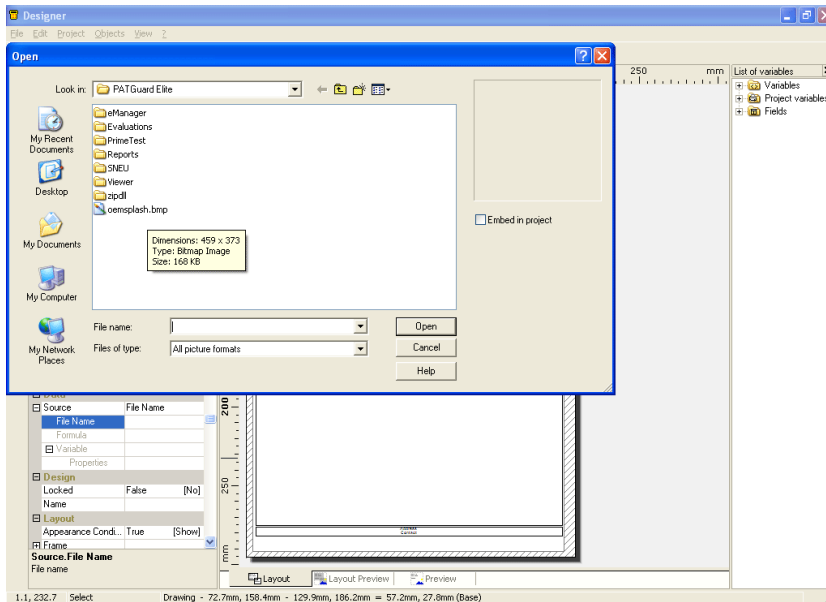 Designer
File Edit Project Objects View ?
Open
Look in: PATGuard Elite
My Recent Documents
Desktop
My Documents
My Computer
My Network Places
eManager
Evaluations
PrimeTest
Reports
SNEU
Viewer
zipdll
oemsplash.bmp
Dimensions: 459 x 373
Type: Bitmap Image
Size: 168 KB
Embed in project
File name:
Open
Files of type: All picture formats
Cancel
Help
250 mm
List of variables
Variables
Project variables
Fields
Data
Source File Name
File Name
Formula
Variable
Properties
Design
Locked False [No]
Name
Layout
Appearance Condi... True [Show]
Frame
Source.File Name
File name
200
250
mm
Layout
Layout Preview
Preview
1.1, 232.7 Select Drawing - 72.7mm, 158.4mm - 129.9mm, 186.2mm = 57.2mm, 27.8mm (Base)